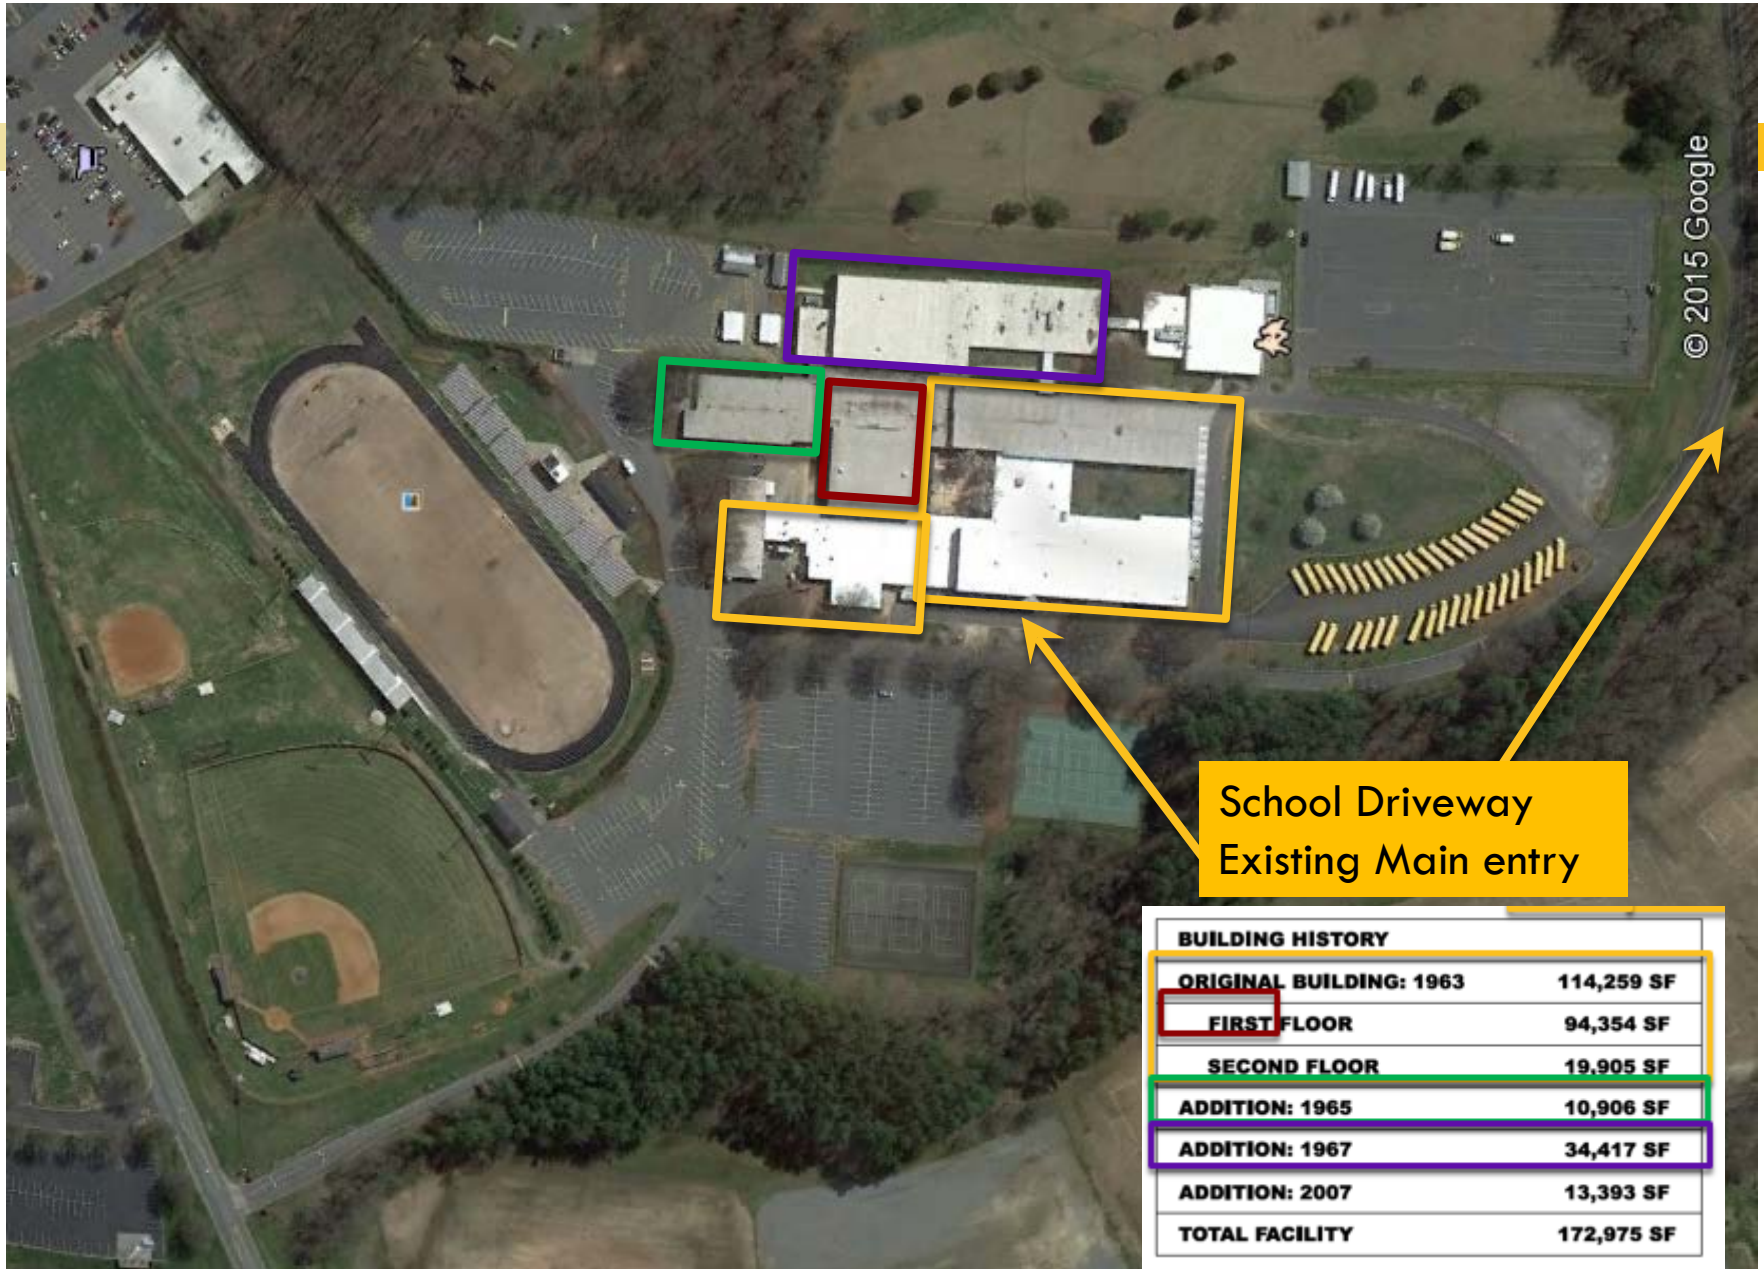 © 2015 Google
School Driveway
Existing Main entry
BUILDING HISTORY
ORIGINAL BUILDING: 1963 114,259 SF
FIRST FLOOR 94,354 SF
SECOND FLOOR 19,905 SF
ADDITION: 1965 10,906 SF
ADDITION: 1967 34,417 SF
ADDITION: 2007 13,393 SF
TOTAL FACILITY 172,975 SF